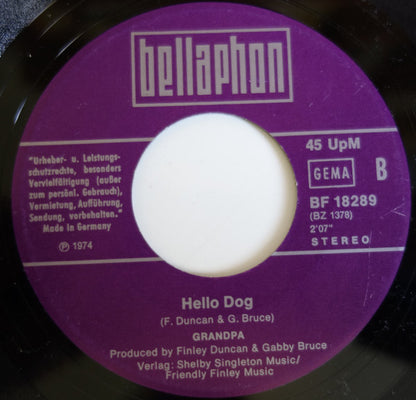 bellaphon
45 UpM
GEMA
B
BF 18289
(BZ 1378)
2'07"
STEREO
"Urheber- u. Leistungs-
schutzrechte, besonders
Vervielfältigung (außer
zum persönl. Gebrauch),
Vermietung, Aufführung,
Sendung, vorbehalten."
Made in Germany
℗ 1974
Hello Dog
(F. Duncan & G. Bruce)
GRANDPA
Produced by Finley Duncan & Gabby Bruce
Verlag: Shelby Singleton Music/
Friendly Finley Music